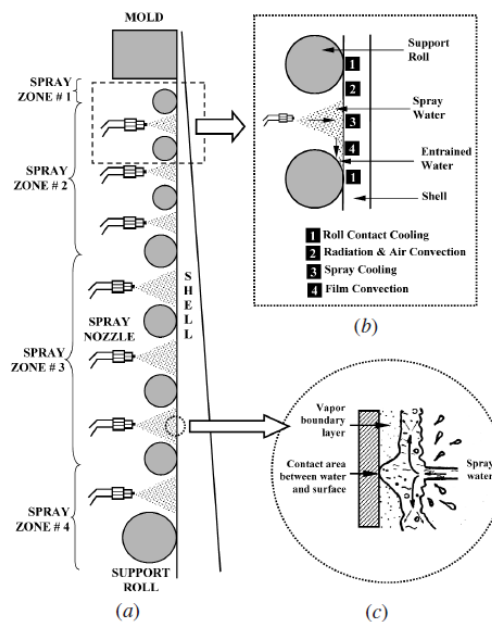 MOLD
SPRAY
ZONE # 1
SPRAY
ZONE # 2
SPRAY
NOZZLE
SPRAY
ZONE # 3
SHELL
SPRAY
ZONE # 4
SUPPORT
ROLL
(a)
Support
Roll
1
2
Spray
Water
3
4
Entrained
Water
1
Shell
1 Roll Contact Cooling
2 Radiation & Air Convection
3 Spray Cooling
4 Film Convection
(b)
Vapor
boundary
layer
Contact area
between water
and surface
Spray
water
(c)